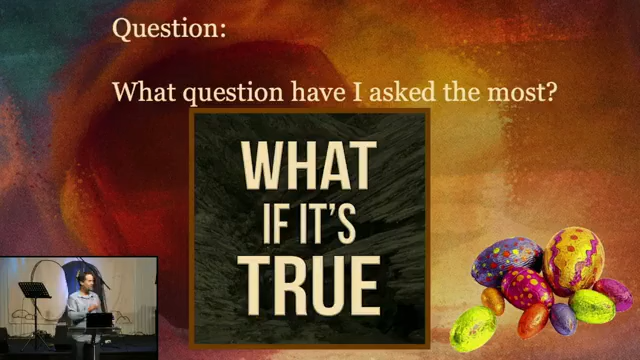 Question:
What question have I asked the most?
WHAT
IF IT'S
TRUE